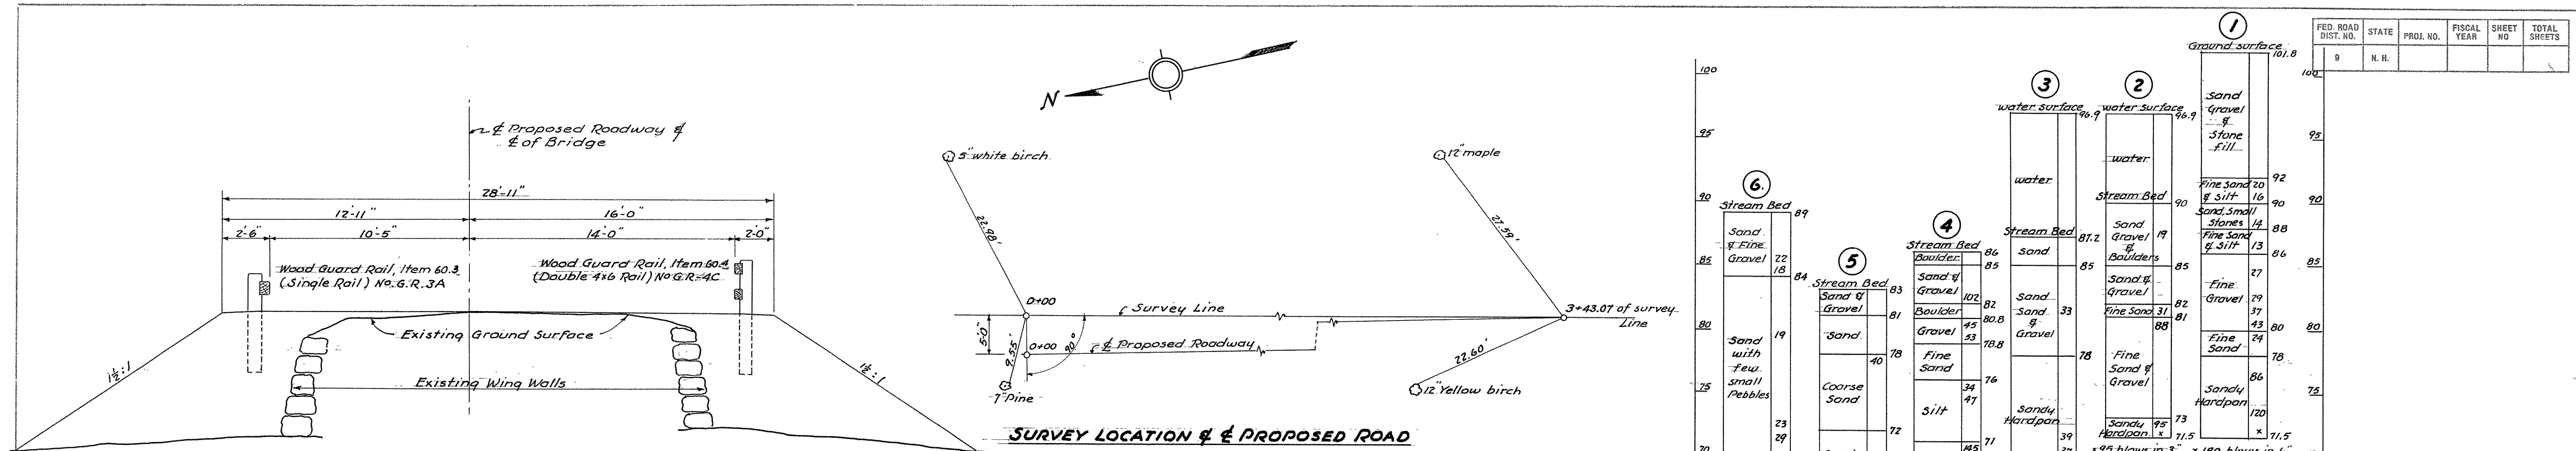 ℄ Proposed Roadway &
℄ of Bridge
28'-11"
12'-11"
16'-0"
2'-6"
10'-5"
14'-0"
2'-0"
Wood Guard Rail, Item 60.3
(Single Rail) No. G.R. 3A
Wood Guard Rail, Item 60.4
(Double 4x6 Rail) No G.R.-4C
Existing Ground Surface
Existing Wing Walls
1½:1
1½:1
N
5" white birch
12" maple
22.98'
27.59'
0+00
℄ Survey Line
3+43.07 of survey
Line
5'-0"
9.55'
0+00
90°
℄ Proposed Roadway
22.60'
7" Pine
12" Yellow birch
SURVEY LOCATION & ℄ PROPOSED ROAD
100
95
90
85
80
75
70
6
Stream Bed
89
Sand
& Fine
Gravel
22
18
84
Sand
with
few
small
Pebbles
19
23
29
5
Stream Bed
83
Sand &
Gravel
81
Sand
78
40
Coarse
Sand
72
4
Stream Bed
86
Boulder
85
Sand &
Gravel
102
82
Boulder
80.8
Gravel
45
53
78.8
Fine
Sand
76
34
47
Silt
71
145
3
water surface
96.9
water
Stream Bed
87.2
Sand
85
Sand
Sand
&
Gravel
33
78
Sandy
Hardpan
39
2
water surface
96.9
water
Stream Bed
90
Sand
Gravel
&
Boulders
19
85
Sand &
Gravel
82
Fine Sand 31
81
88
Fine
Sand &
Gravel
73
Sandy 95
Hardpan x
71.5
x 95 blows in 3"
1
Ground surface
101.8
Sand
Gravel
&
Stone
fill
92
Fine Sand 20
& Silt 16
90
Sand, Small
Stones 14
88
Fine Sand
& Silt 13
86
27
Fine
Gravel 29
37
43
80
Fine 24
Sand
78
86
Sandy
Hardpan
120
x
71.5
x 180 blows in 6"
100
95
90
85
80
75
FED. ROAD
DIST. NO.
STATE
PROJ. NO.
FISCAL
YEAR
SHEET
NO
TOTAL
SHEETS
9
N. H.